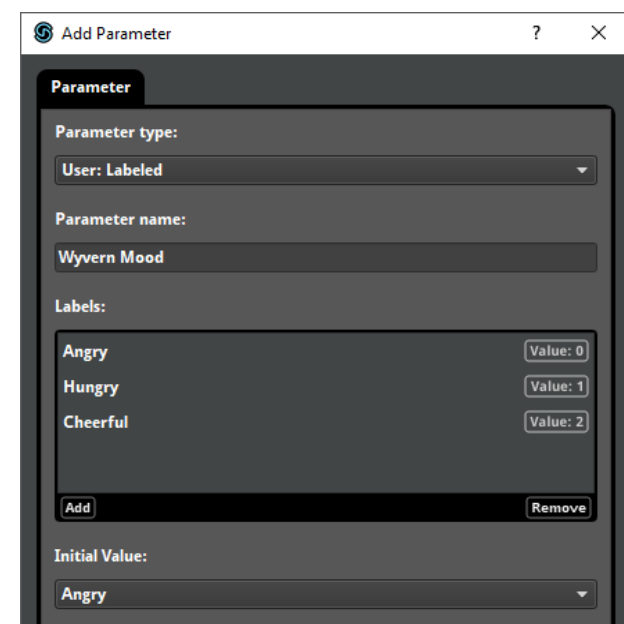 Add Parameter ?
Parameter
Parameter type:
User: Labeled
Parameter name:
Wyvern Mood
Labels:
Angry Value: 0
Hungry Value: 1
Cheerful Value: 2
Add Remove
Initial Value:
Angry